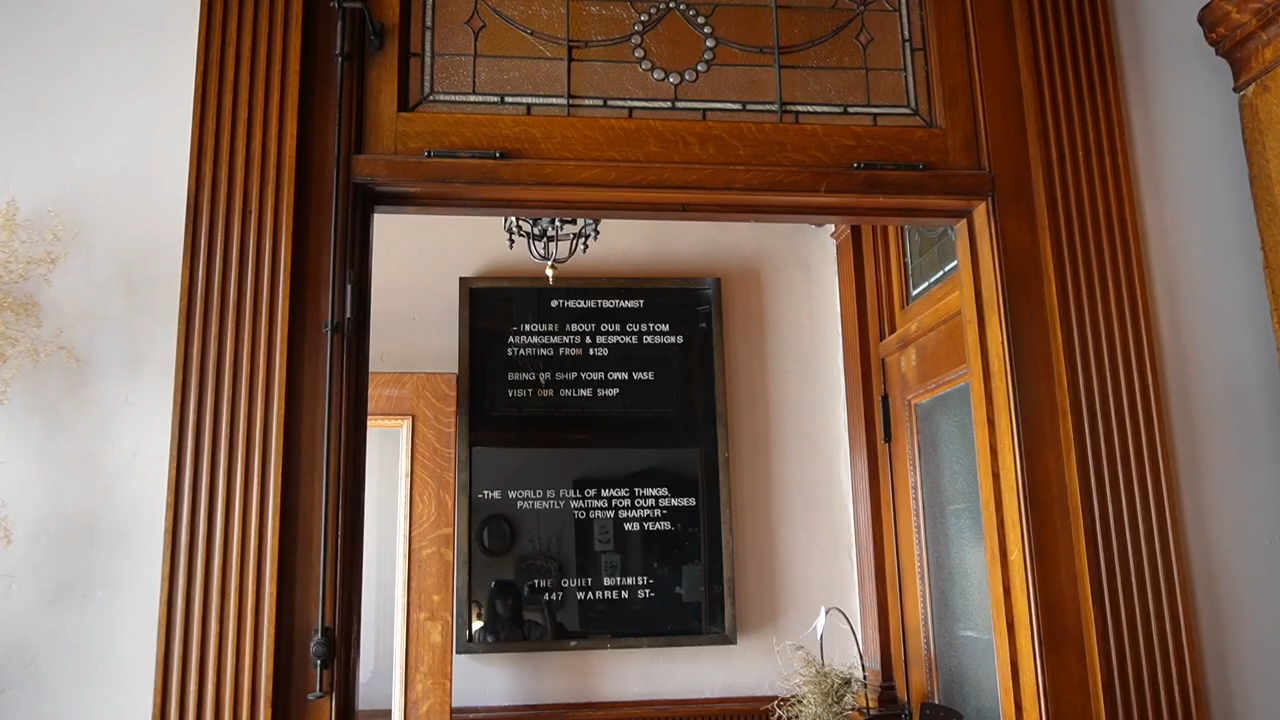 @THEQUIETBOTANIST
- INQUIRE ABOUT OUR CUSTOM
ARRANGEMENTS & BESPOKE DESIGNS
STARTING FROM $120
BRING OR SHIP YOUR OWN VASE
VISIT OUR ONLINE SHOP
-THE WORLD IS FULL OF MAGIC THINGS,
PATIENTLY WAITING FOR OUR SENSES
TO GROW SHARPER-
W.B YEATS.
-THE QUIET BOTANIST-
447 WARREN ST-